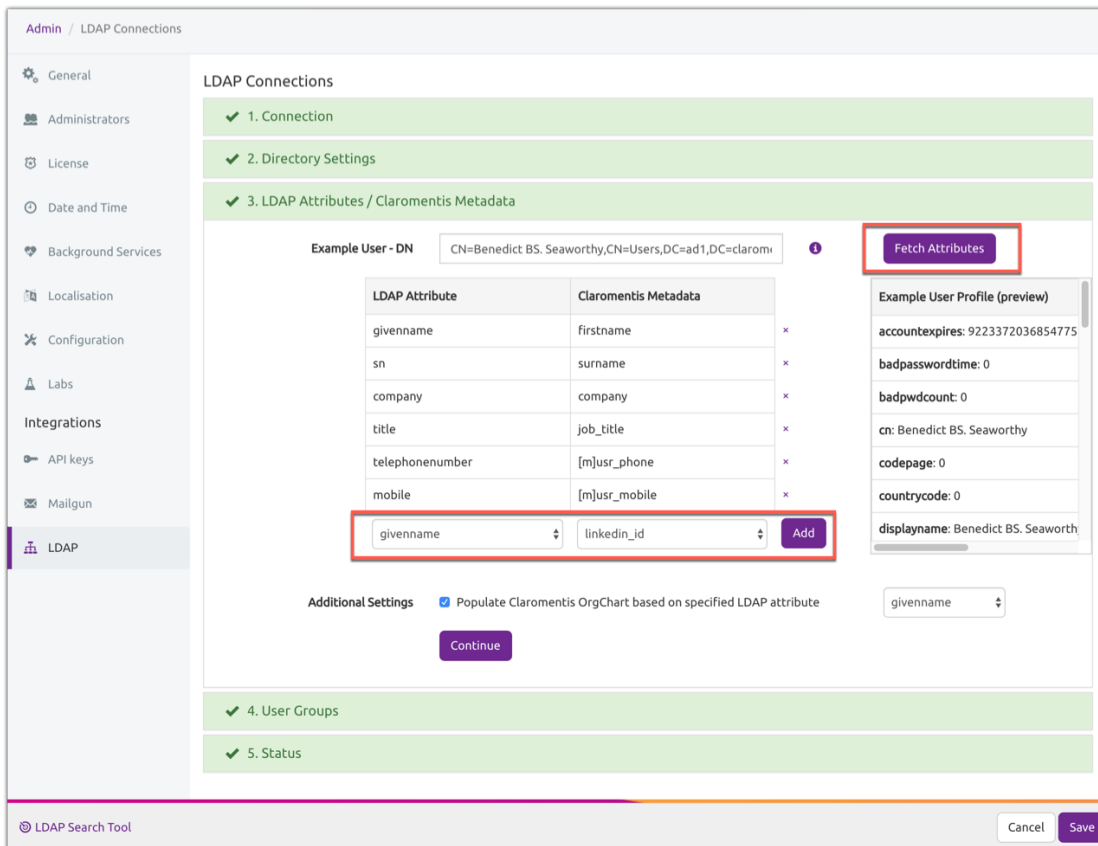 Admin / LDAP Connections
General
Administrators
License
Date and Time
Background Services
Localisation
Configuration
Labs
Integrations
API keys
Mailgun
LDAP
LDAP Connections
1. Connection
2. Directory Settings
3. LDAP Attributes / Claromentis Metadata
Example User - DN CN=Benedict BS. Seaworthy,CN=Users,DC=ad1,DC=clarome Fetch Attributes
LDAP Attribute Claromentis Metadata
givenname firstname ×
sn surname ×
company company ×
title job_title ×
telephonenumber [m]usr_phone ×
mobile [m]usr_mobile ×
givenname linkedin_id Add
Example User Profile (preview)
accountexpires: 9223372036854775
badpasswordtime: 0
badpwdcount: 0
cn: Benedict BS. Seaworthy
codepage: 0
countrycode: 0
displayname: Benedict BS. Seaworth
Additional Settings Populate Claromentis OrgChart based on specified LDAP attribute givenname
Continue
4. User Groups
5. Status
LDAP Search Tool Cancel Save